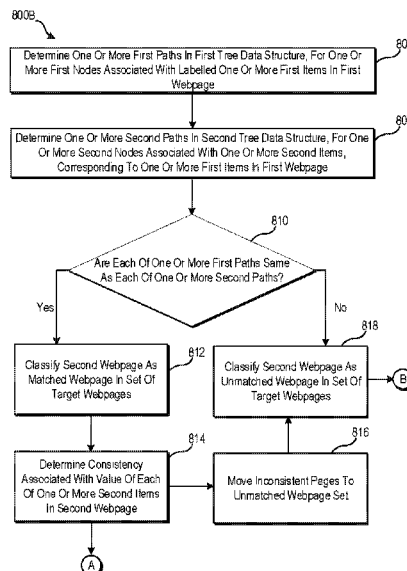 800B
80
Determine One Or More First Paths In First Tree Data Structure, For One Or
More First Nodes Associated With Labelled One Or More First Items In First
Webpage
80
Determine One Or More Second Paths In Second Tree Data Structure, For One
Or More Second Nodes Associated With One Or More Second Items,
Corresponding To One Or More First Items In First Webpage
810
Are Each Of One Or More First Paths Same
As Each Of One Or More Second Paths?
Yes
No
812
Classify Second Webpage As
Matched Webpage In Set Of
Target Webpages
818
Classify Second Webpage As
Unmatched Webpage In Set Of
Target Webpages
B
814
Determine Consistency
Associated With Value Of Each
Of One Or More Second Items
In Second Webpage
816
Move Inconsistent Pages To
Unmatched Webpage Set
A